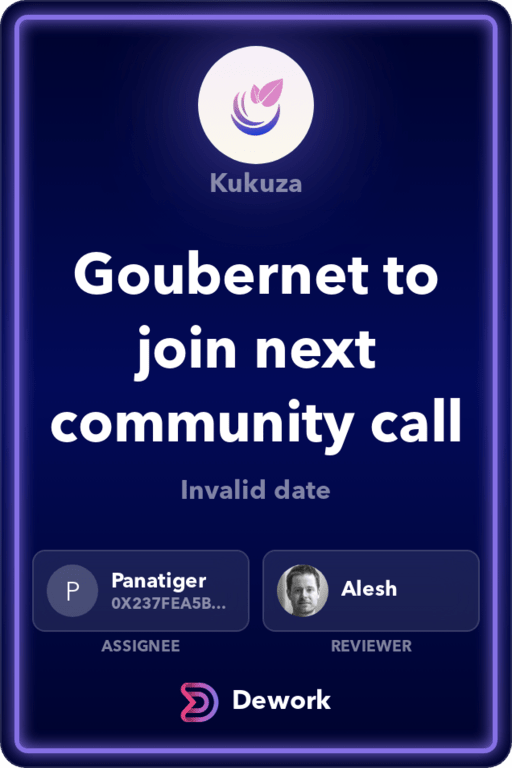 Kukuza
Goubernet to
join next
community call
Invalid date
P
Panatiger
0X237FEA5B...
Alesh
ASSIGNEE
REVIEWER
Dework